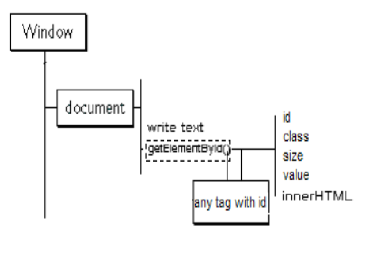 Window
document
write text
getElementById()
id
class
size
value
innerHTML
any tag with id